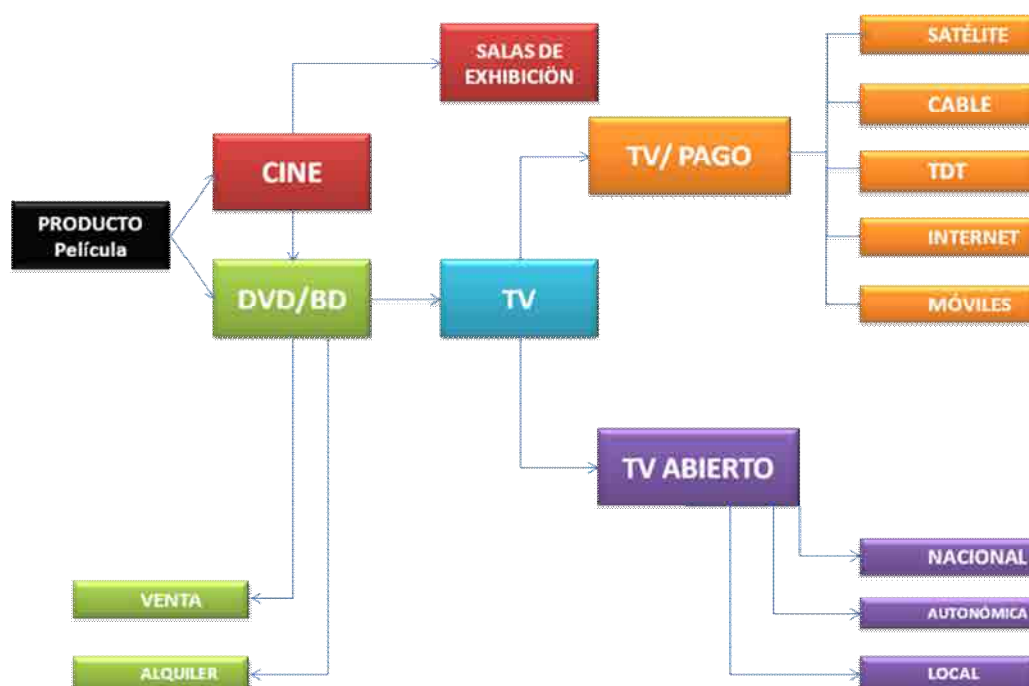 SALAS DE
EXHIBICIÖN
SATÉLITE
CABLE
CINE
TV/ PAGO
TDT
PRODUCTO
Película
INTERNET
DVD/BD
TV
MÓVILES
TV ABIERTO
NACIONAL
VENTA
AUTONÓMICA
ALQUILER
LOCAL